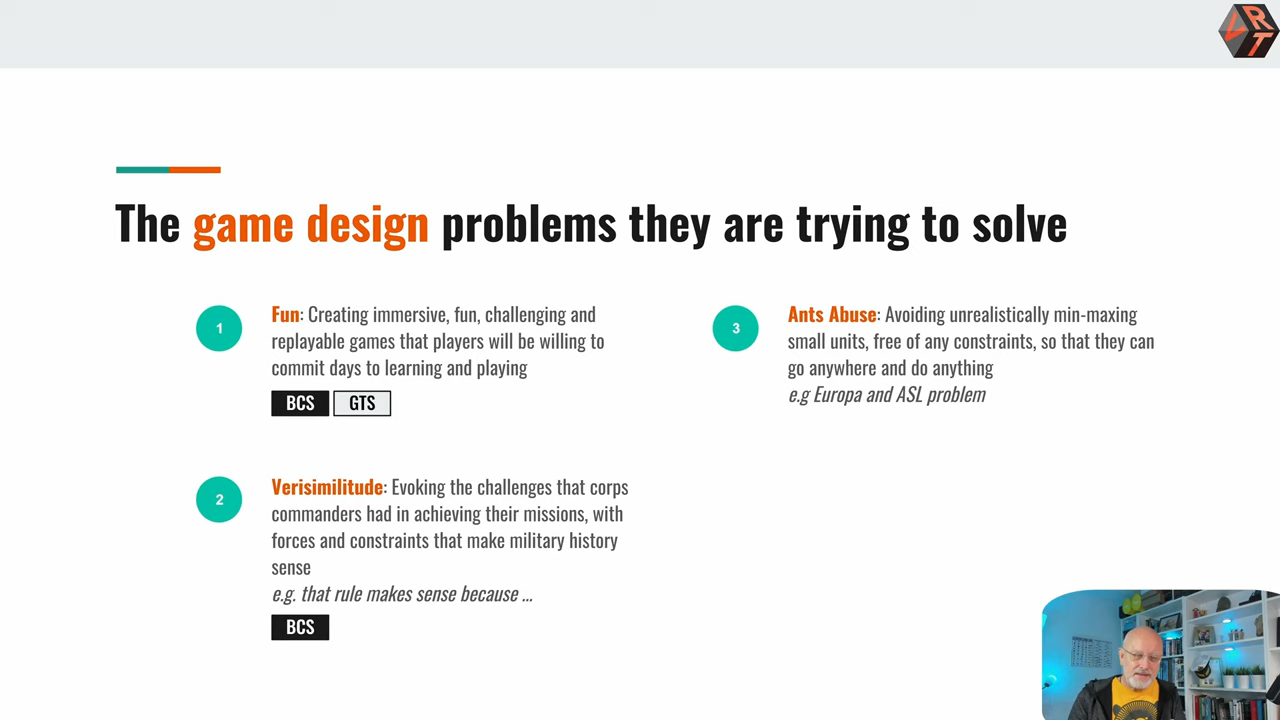 The game design problems they are trying to solve
1
Fun: Creating immersive, fun, challenging and
replayable games that players will be willing to
commit days to learning and playing
BCS GTS
2
Verisimilitude: Evoking the challenges that corps
commanders had in achieving their missions, with
forces and constraints that make military history
sense
e.g. that rule makes sense because ...
BCS
3
Ants Abuse: Avoiding unrealistically min-maxing
small units, free of any constraints, so that they can
go anywhere and do anything
e.g Europa and ASL problem
LRT